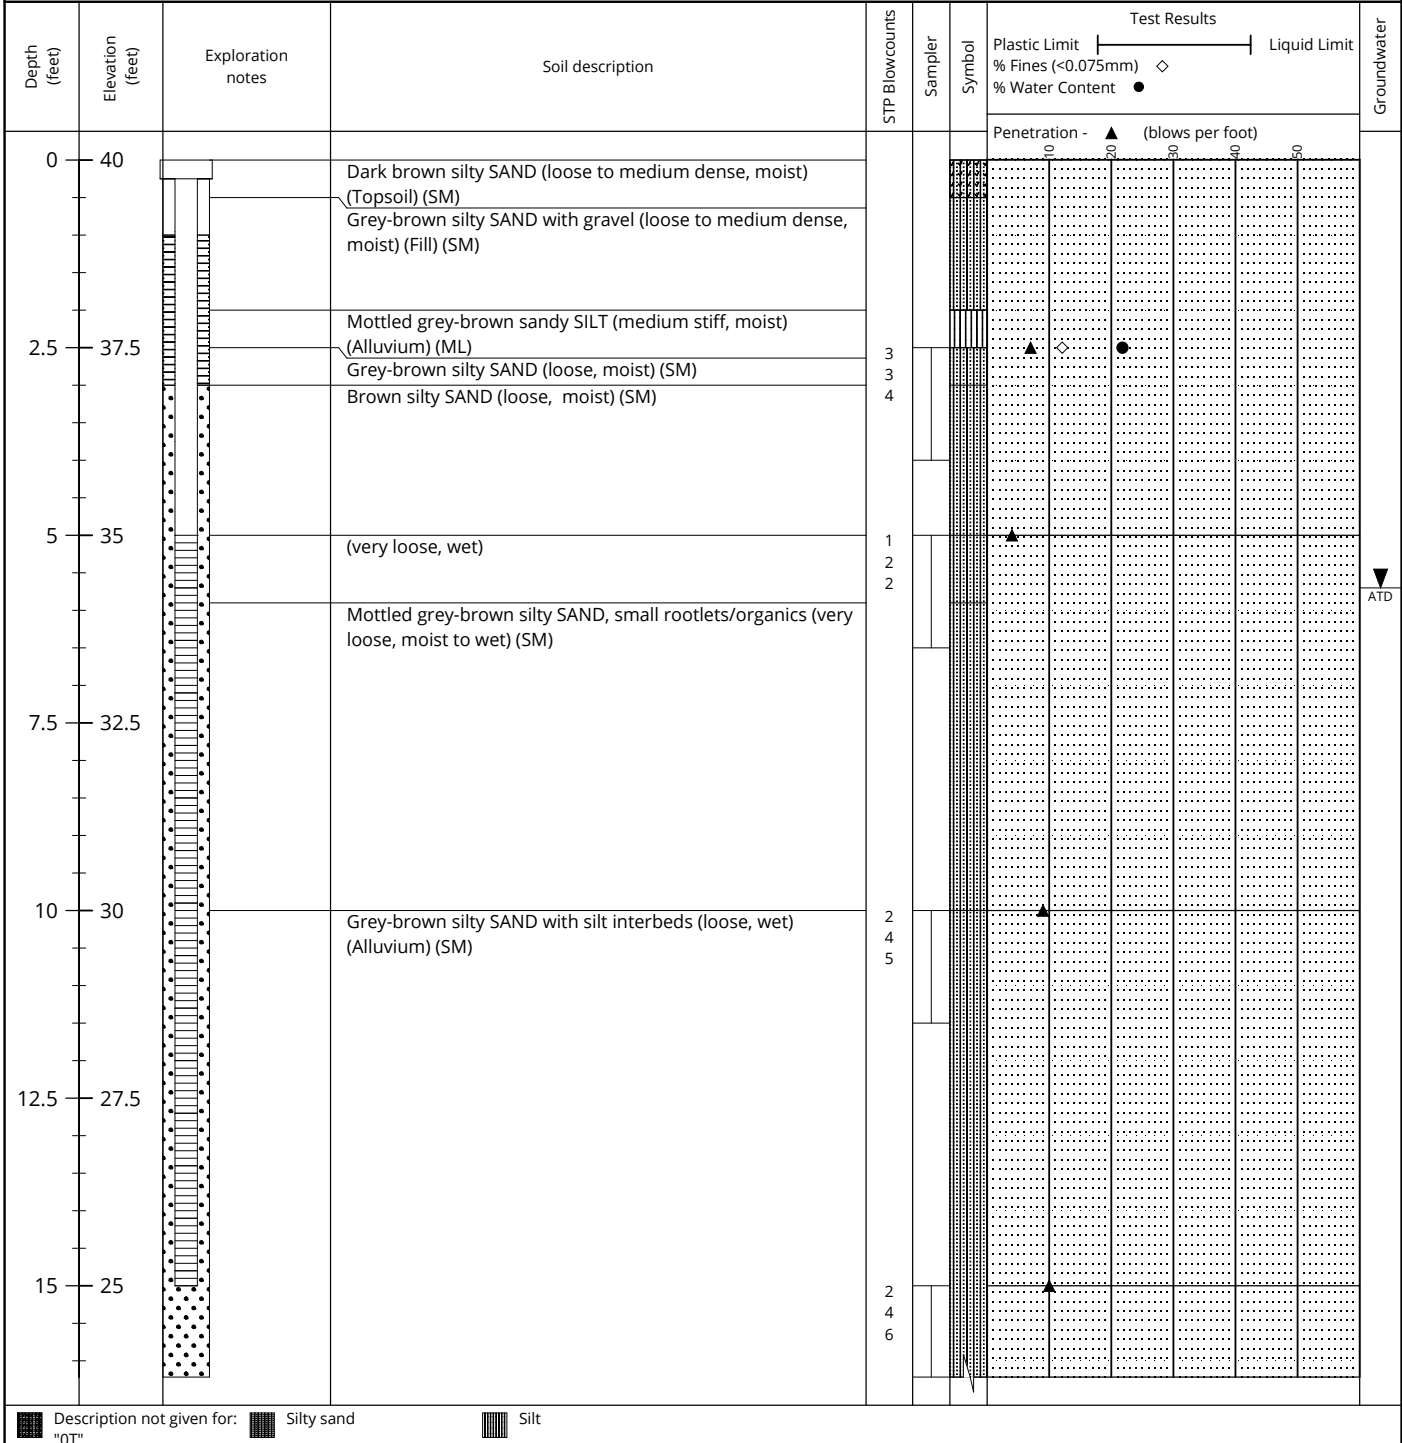 Depth
(feet)
Elevation
(feet)
Exploration
notes
Soil description
STP Blowcounts
Sampler
Symbol
Test Results
Plastic Limit
Liquid Limit
% Fines (<0.075mm)
% Water Content
Penetration - (blows per foot)
Groundwater
10
20
30
40
50
0
40
Dark brown silty SAND (loose to medium dense, moist)
(Topsoil) (SM)
Grey-brown silty SAND with gravel (loose to medium dense,
moist) (Fill) (SM)
Mottled grey-brown sandy SILT (medium stiff, moist)
(Alluvium) (ML)
2.5
37.5
Grey-brown silty SAND (loose, moist) (SM)
Brown silty SAND (loose, moist) (SM)
3
3
4
5
35
(very loose, wet)
1
2
2
ATD
Mottled grey-brown silty SAND, small rootlets/organics (very
loose, moist to wet) (SM)
7.5
32.5
10
30
Grey-brown silty SAND with silt interbeds (loose, wet)
(Alluvium) (SM)
2
4
5
12.5
27.5
15
25
2
4
6
Description not given for:
"0T"
Silty sand
Silt